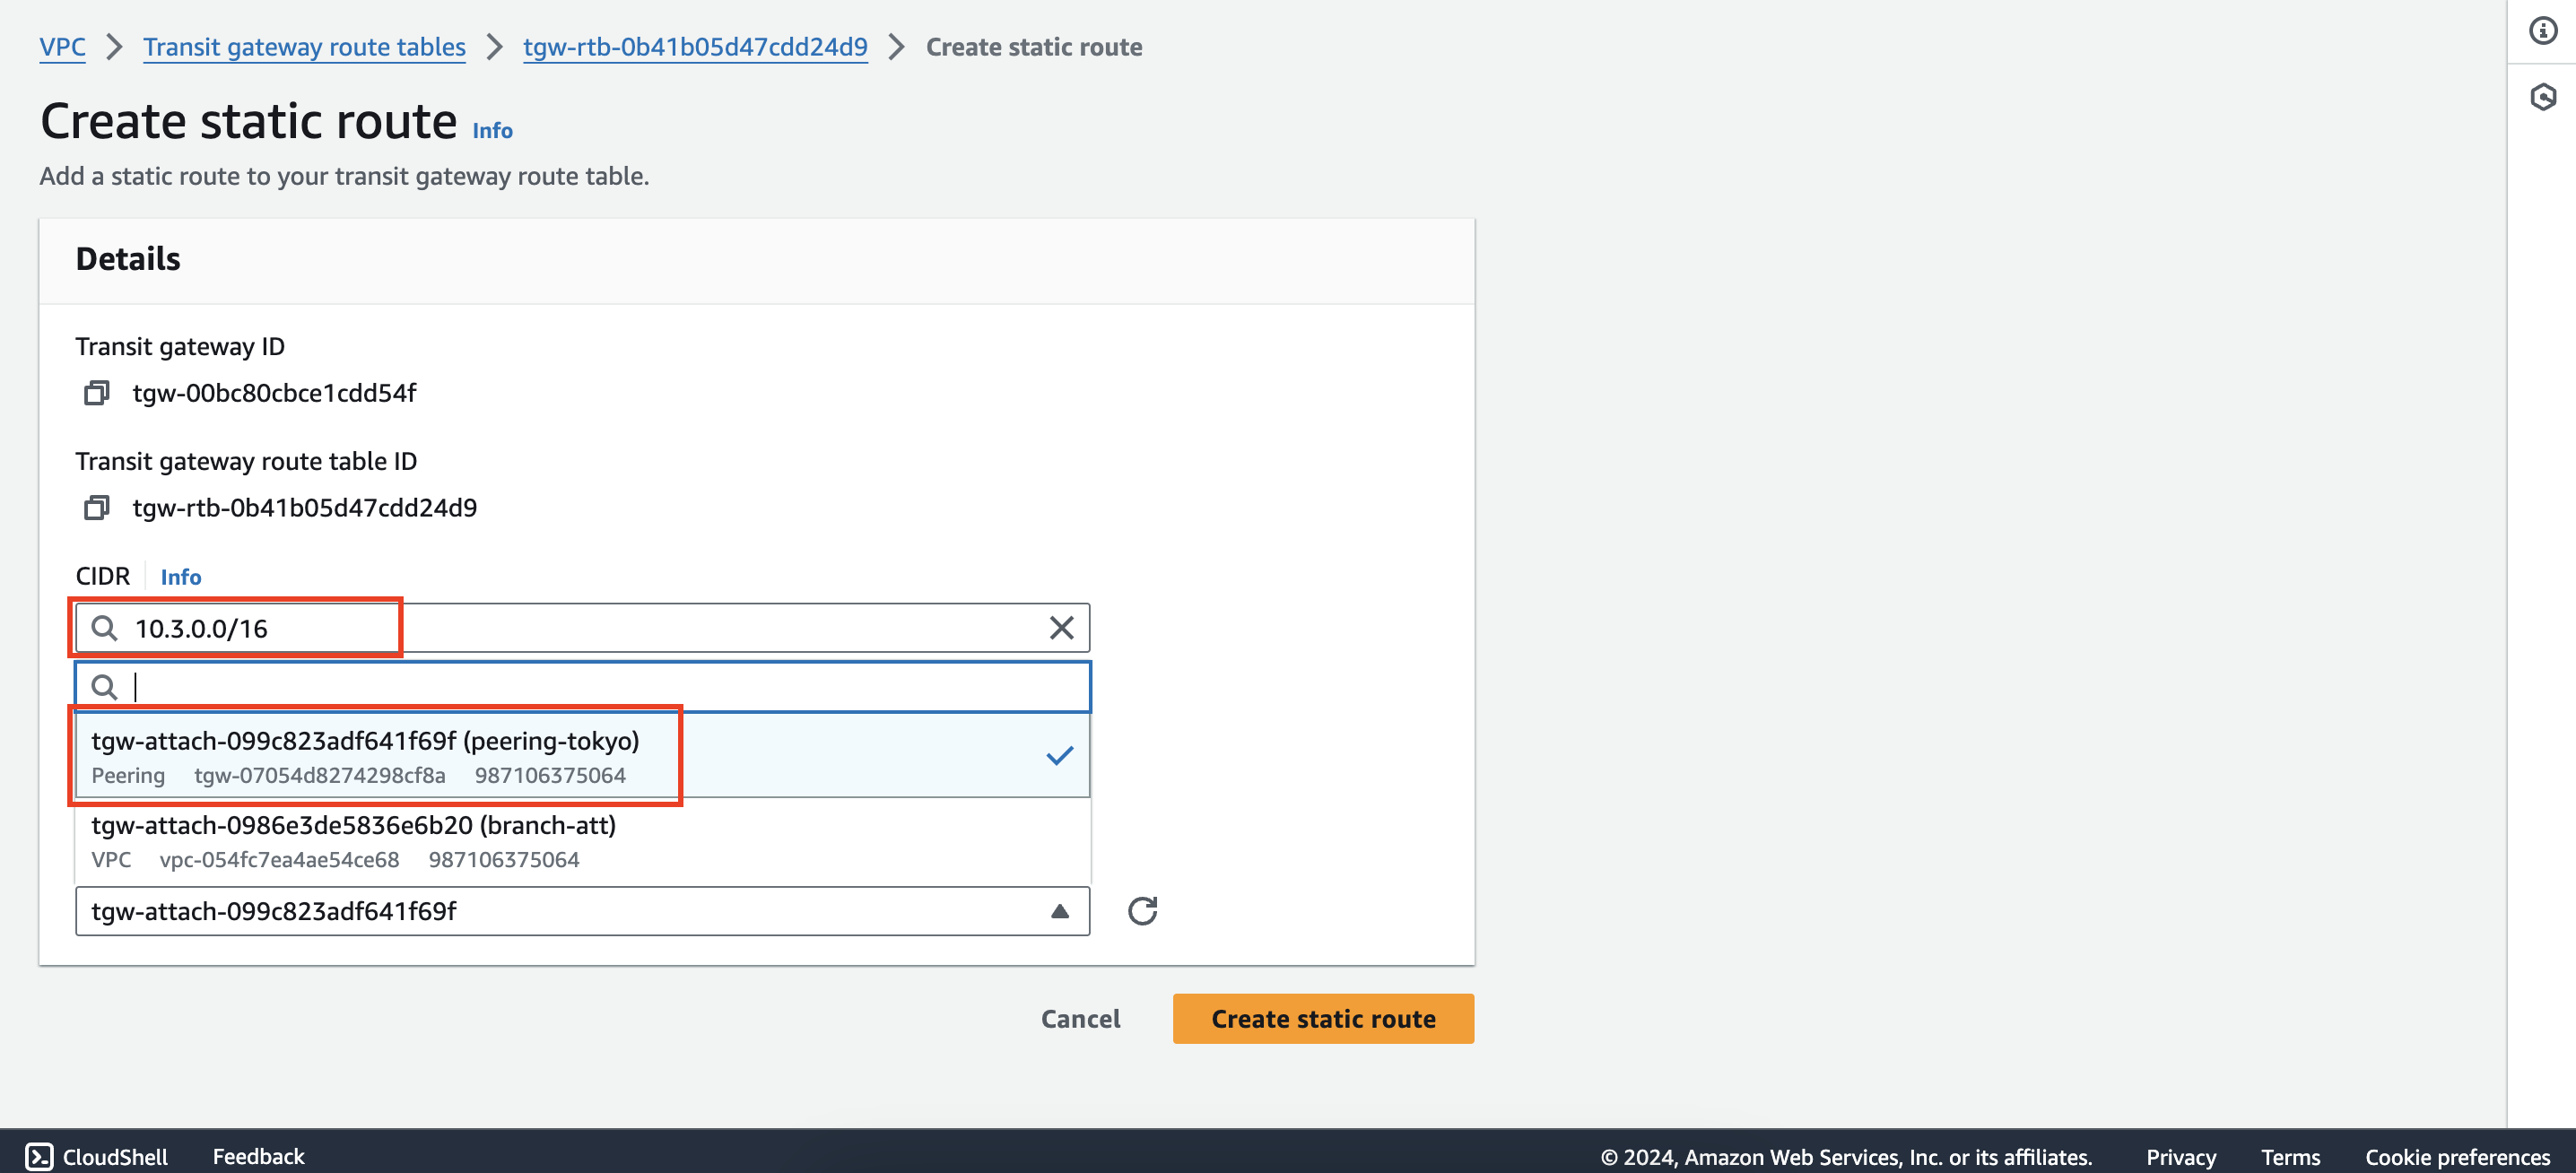 VPC > Transit gateway route tables > tgw-rtb-0b41b05d47cdd24d9 > Create static route
Create static route Info
Add a static route to your transit gateway route table.
Details
Transit gateway ID
tgw-00bc80cbce1cdd54f
Transit gateway route table ID
tgw-rtb-0b41b05d47cdd24d9
CIDR Info
10.3.0.0/16
tgw-attach-099c823adf641f69f (peering-tokyo)
Peering tgw-07054d8274298cf8a 987106375064
tgw-attach-0986e3de5836e6b20 (branch-att)
VPC vpc-054fc7ea4ae54ce68 987106375064
tgw-attach-099c823adf641f69f
Cancel Create static route
CloudShell Feedback © 2024, Amazon Web Services, Inc. or its affiliates. Privacy Terms Cookie preferences